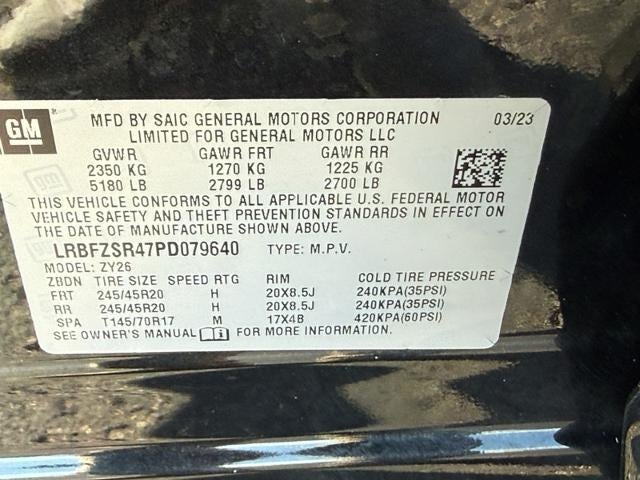 GM
MFD BY SAIC GENERAL MOTORS CORPORATION 03/23
LIMITED FOR GENERAL MOTORS LLC
GVWR GAWR FRT GAWR RR
2350 KG 1270 KG 1225 KG
5180 LB 2799 LB 2700 LB
THIS VEHICLE CONFORMS TO ALL APPLICABLE U.S. FEDERAL MOTOR
VEHICLE SAFETY AND THEFT PREVENTION STANDARDS IN EFFECT ON
THE DATE OF MANUFACTURE SHOWN ABOVE.
LRBFZSR47PD079640 TYPE: M.P.V.
MODEL: ZY26
ZBDN TIRE SIZE SPEED RTG RIM COLD TIRE PRESSURE
FRT 245/45R20 H 20X8.5J 240KPA(35PSI)
RR 245/45R20 H 20X8.5J 240KPA(35PSI)
SPA T145/70R17 M 17X4B 420KPA(60PSI)
SEE OWNER'S MANUAL FOR MORE INFORMATION.